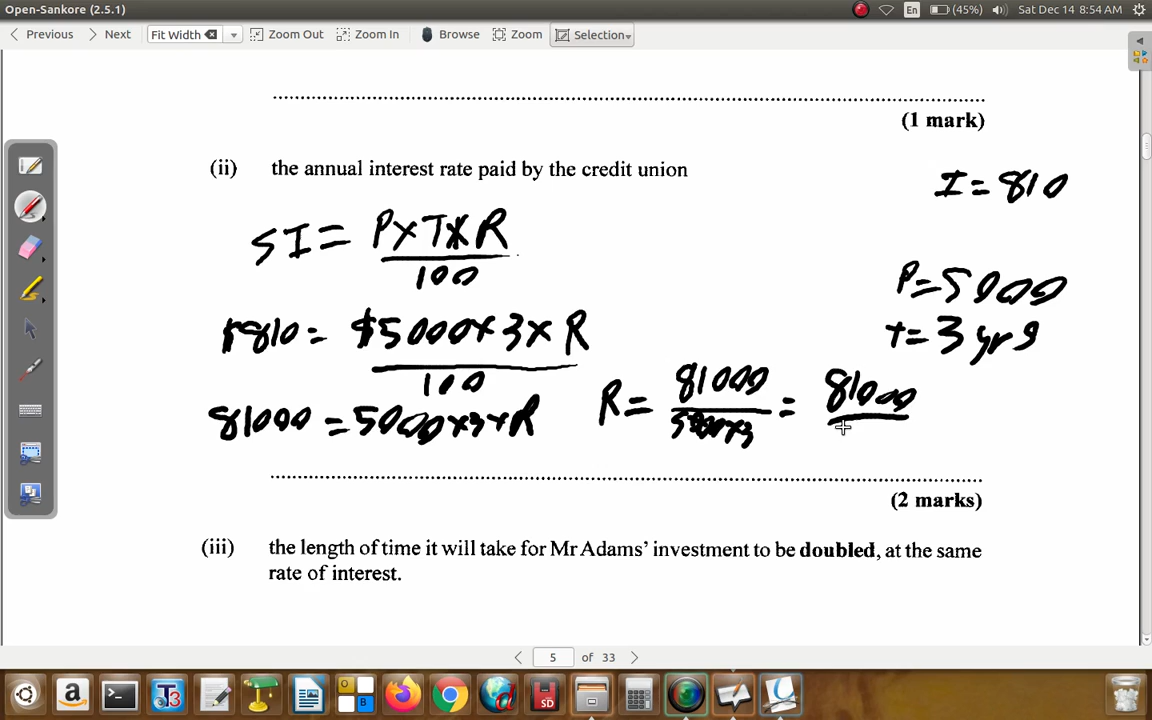 Open-Sankore (2.5.1)
En (45%) Sat Dec 14 8:54 AM
Previous Next Fit Width Zoom Out Zoom In Browse Zoom Selection
(1 mark)
(ii) the annual interest rate paid by the credit union
I = 810
SI = P×T×R
100
P = 5000
t = 3 yrs
$810 = $5000 × 3 × R
100
81000 = 5000×3×R
R = 81000 = 81000
5000×3
(2 marks)
(iii) the length of time it will take for Mr Adams' investment to be doubled, at the same
rate of interest.
5 of 33